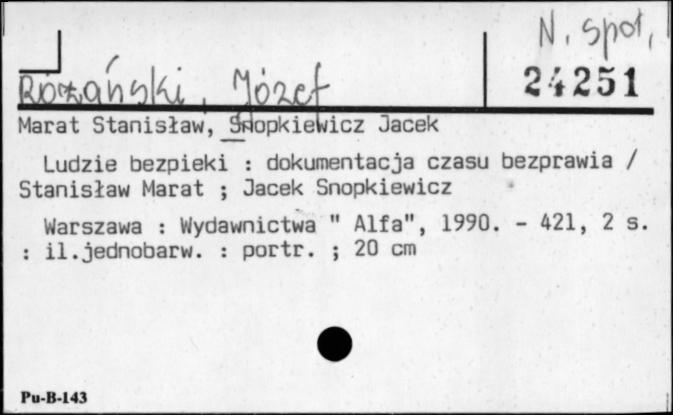 N. społ.
24251
Różański, Józef
Marat Stanisław, Snopkiewicz Jacek
Ludzie bezpieki : dokumentacja czasu bezprawia /
Stanisław Marat ; Jacek Snopkiewicz
Warszawa : Wydawnictwa " Alfa", 1990. - 421, 2 s.
: il.jednobarw. : portr. ; 20 cm
Pu-B-143